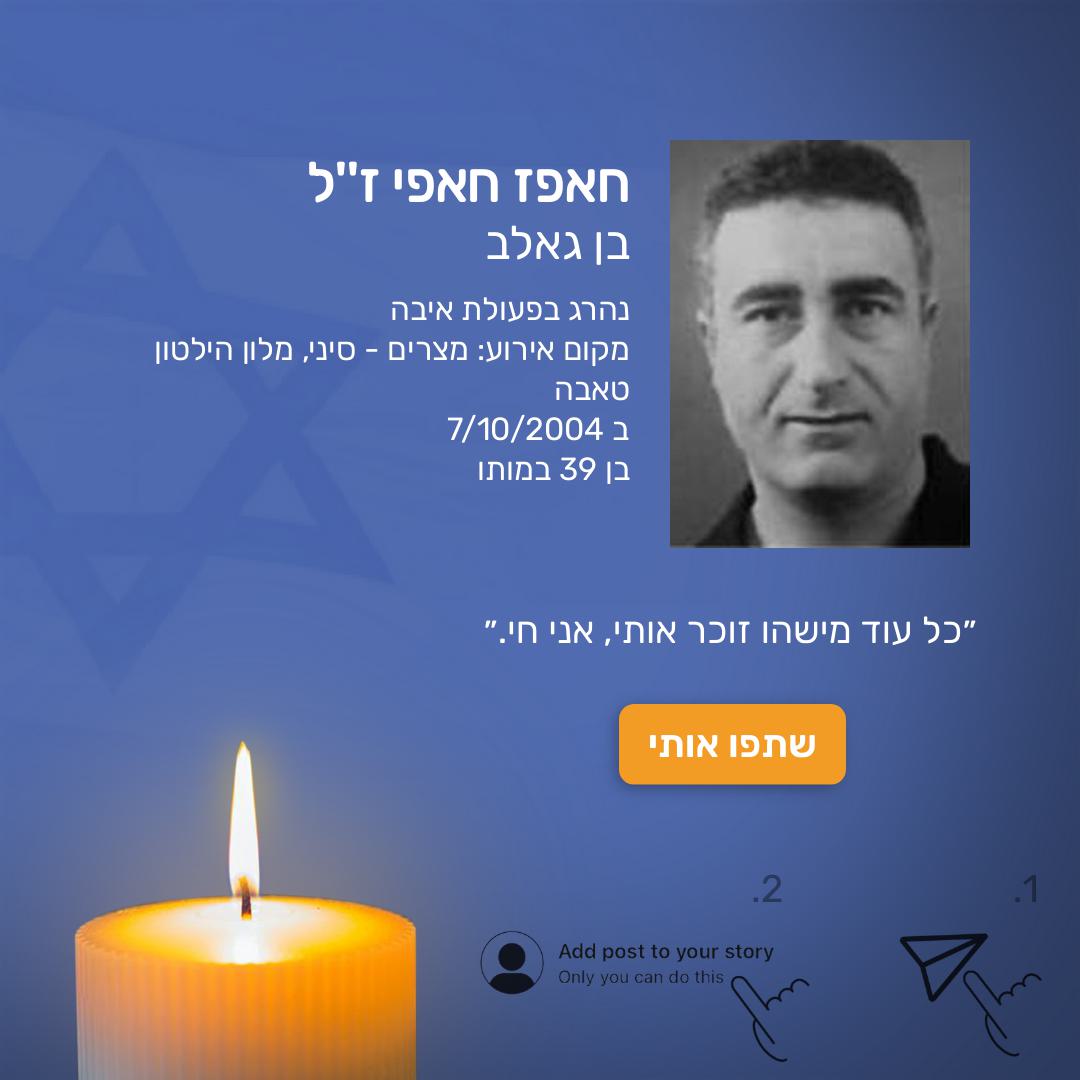 חאפז חאפי ז"ל
בן גאלב
נהרג בפעולת איבה
מקום אירוע: מצרים - סיני, מלון הילטון
טאבה
ב 7/10/2004
בן 39 במותו
״כל עוד מישהו זוכר אותי, אני חי.״
שתפו אותי
1.
2.
Add post to your story
Only you can do this